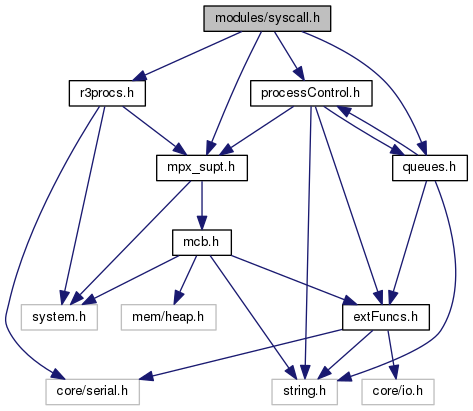 modules/syscall.h
r3procs.h
processControl.h
mpx_supt.h
queues.h
mcb.h
system.h
mem/heap.h
extFuncs.h
core/serial.h
string.h
core/io.h